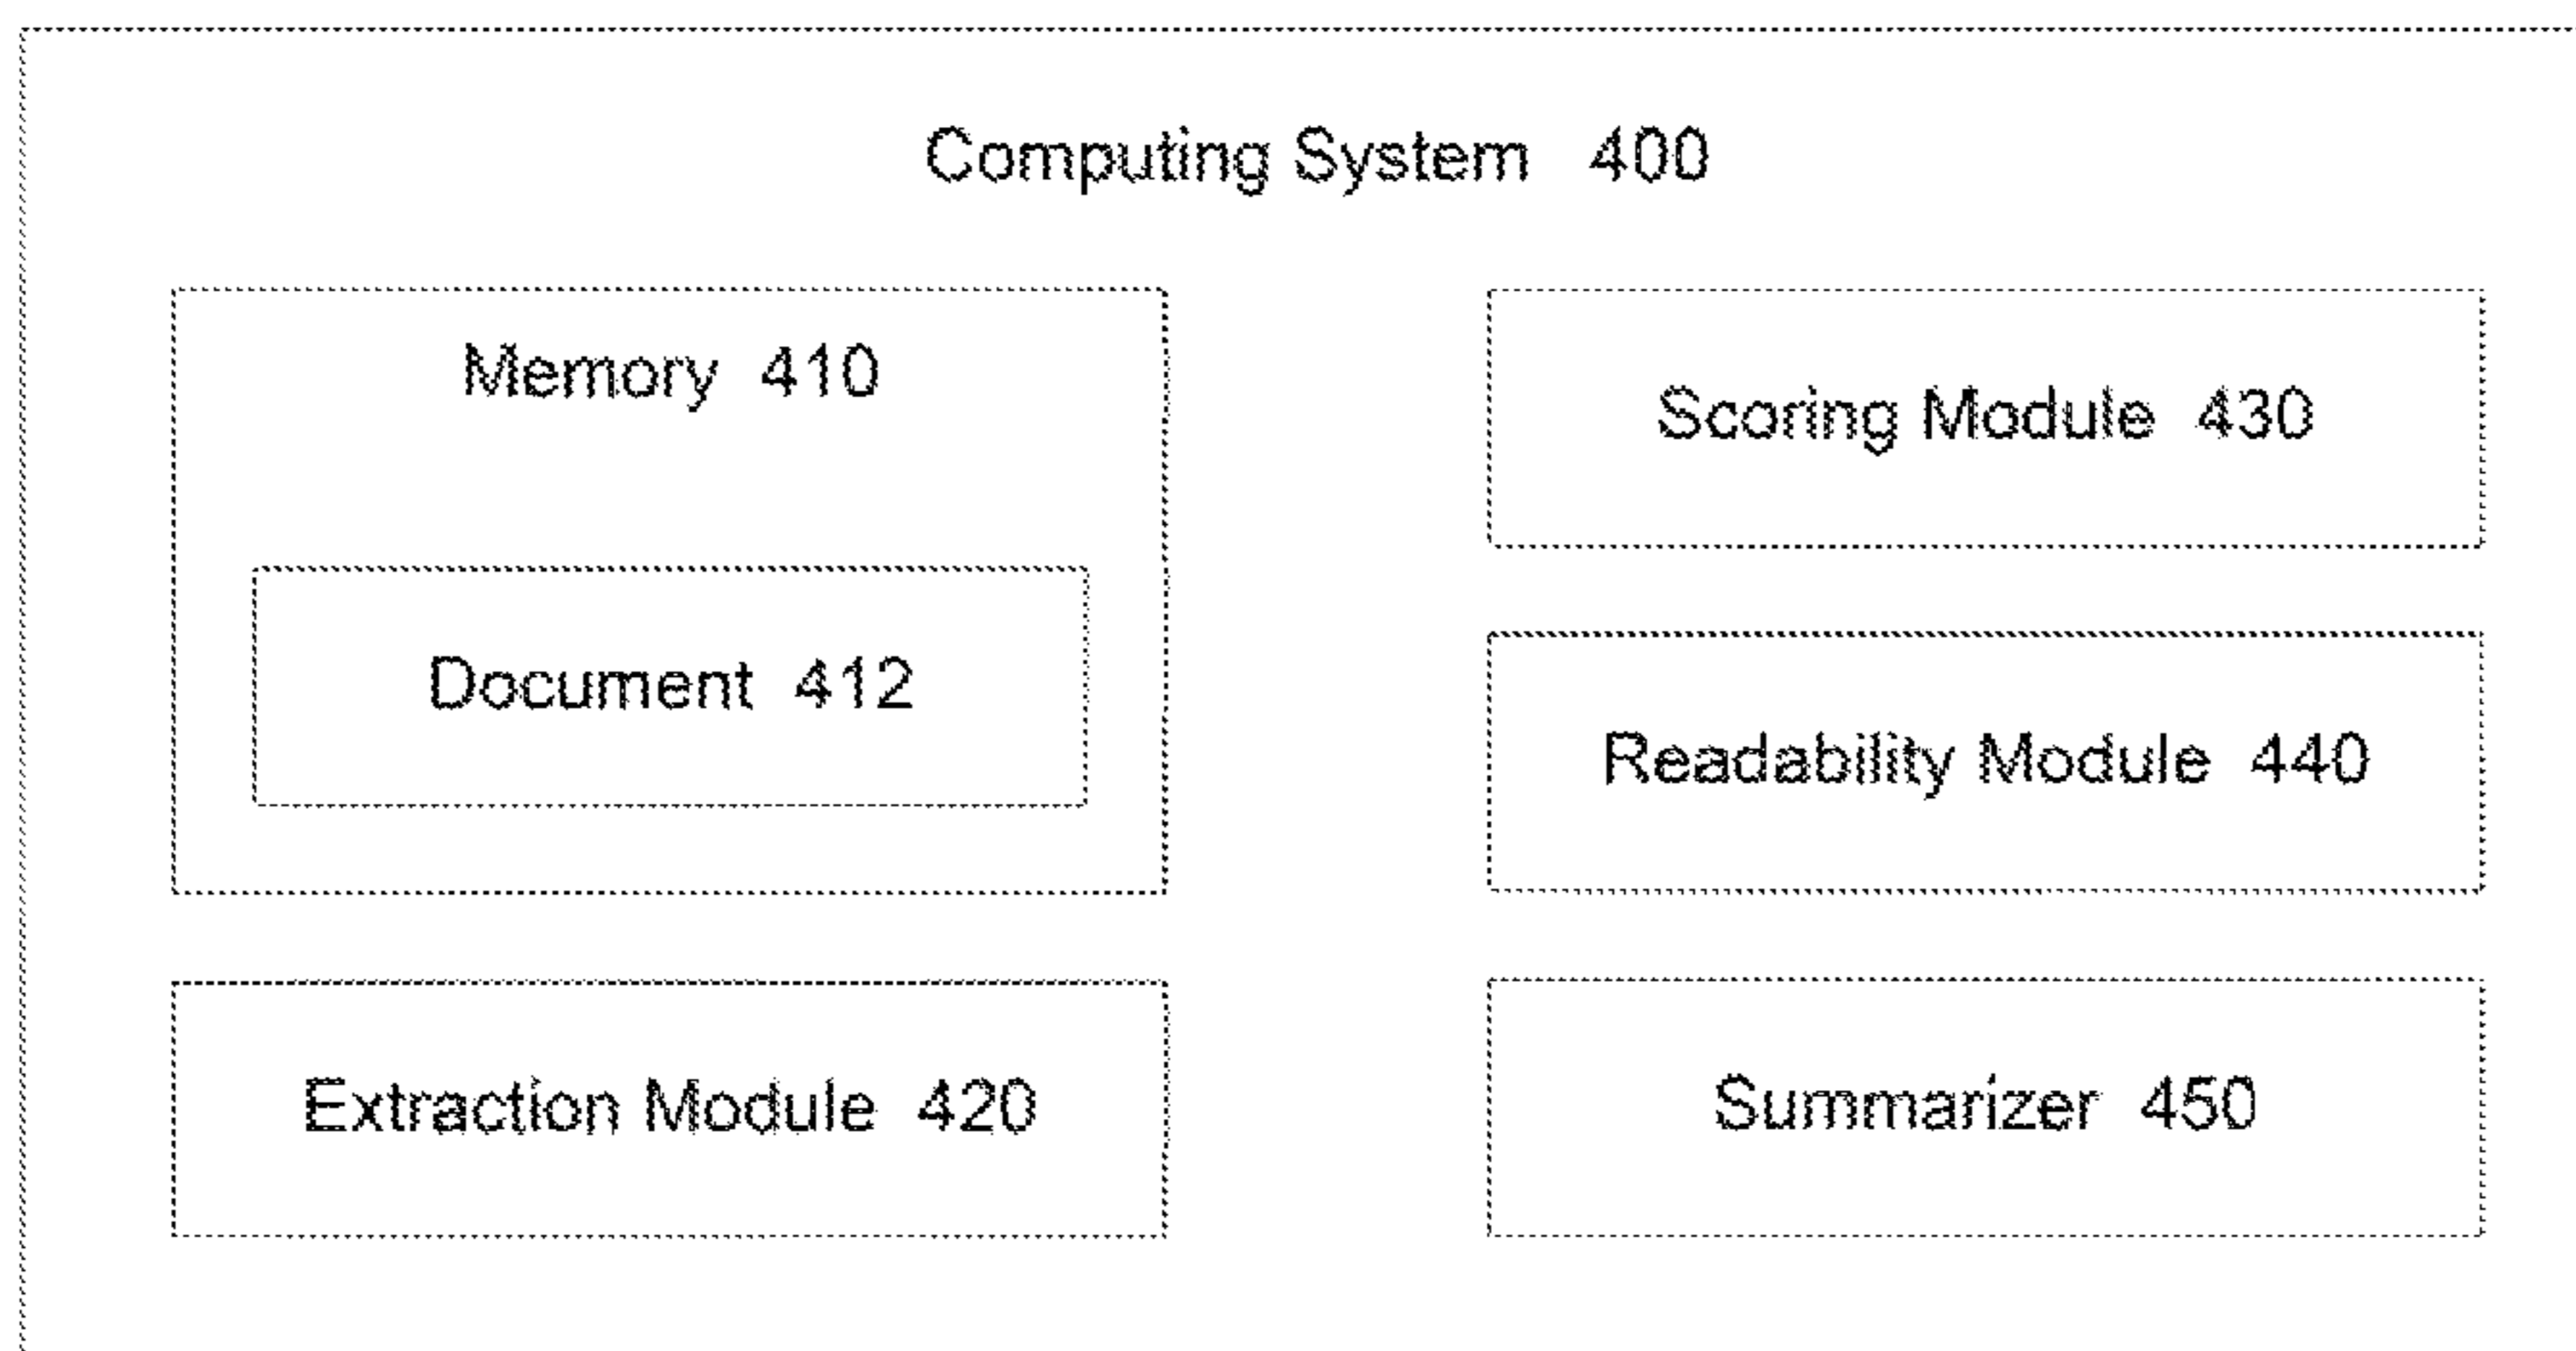 Computing System 400
Memory 410
Document 412
Extraction Module 420
Scoring Module 430
Readability Module 440
Summarizer 450